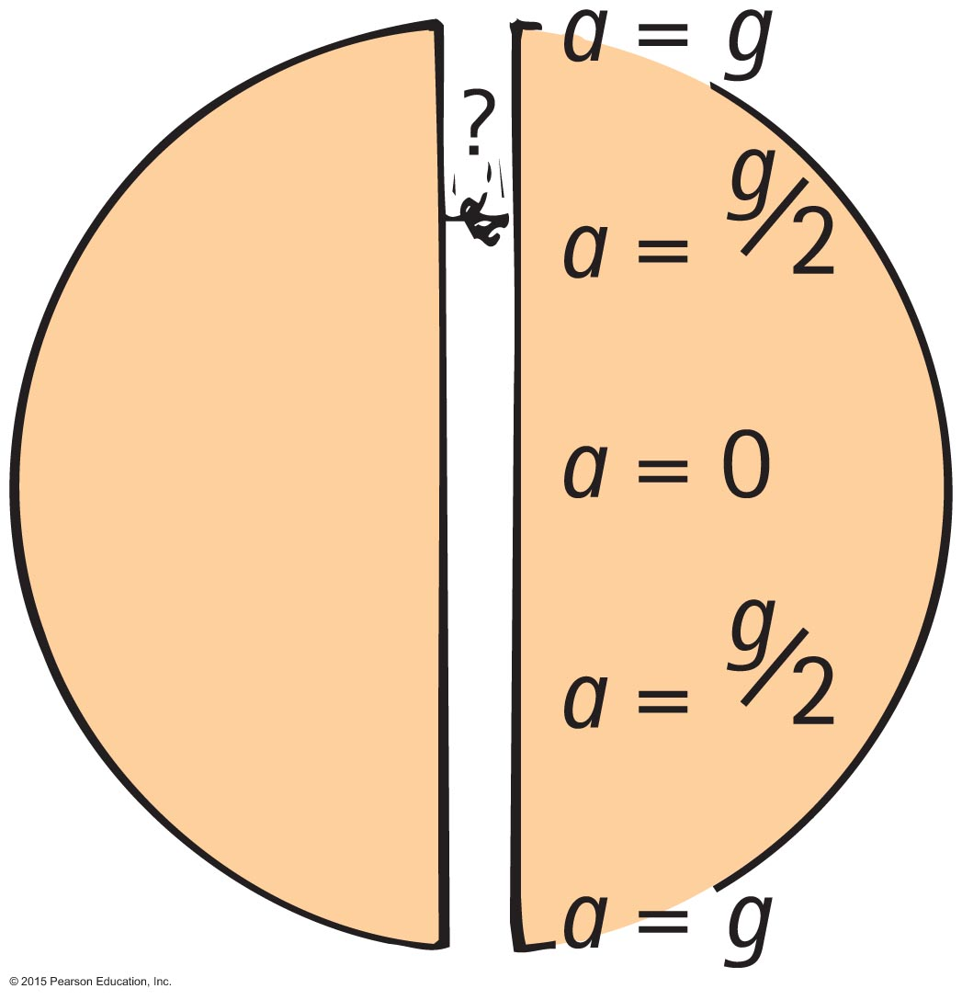 a = g
?
a = g/2
a = 0
a = g/2
a = g
© 2015 Pearson Education, Inc.